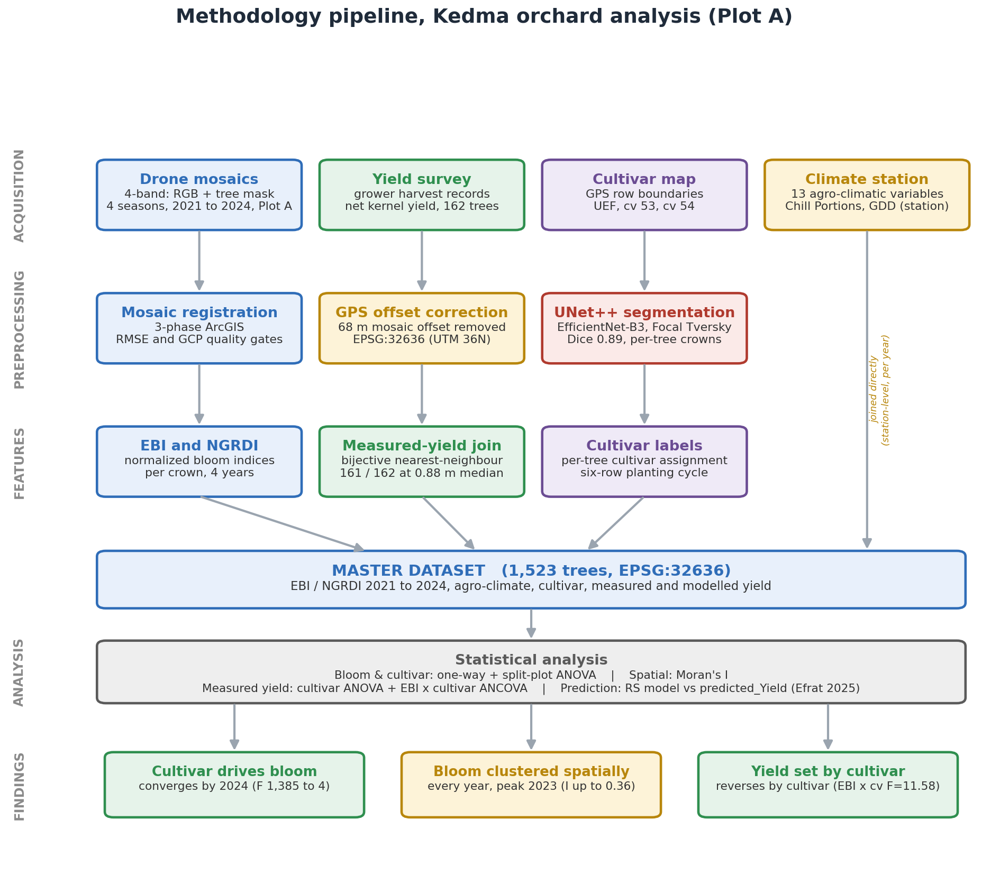 Methodology pipeline, Kedma orchard analysis (Plot A)
ACQUISITION
Drone mosaics
4-band: RGB + tree mask
4 seasons, 2021 to 2024, Plot A
Yield survey
grower harvest records
net kernel yield, 162 trees
Cultivar map
GPS row boundaries
UEF, cv 53, cv 54
Climate station
13 agro-climatic variables
Chill Portions, GDD (station)
PREPROCESSING
Mosaic registration
3-phase ArcGIS
RMSE and GCP quality gates
GPS offset correction
68 m mosaic offset removed
EPSG:32636 (UTM 36N)
UNet++ segmentation
EfficientNet-B3, Focal Tversky
Dice 0.89, per-tree crowns
joined directly
(station-level, per year)
FEATURES
EBI and NGRDI
normalized bloom indices
per crown, 4 years
Measured-yield join
bijective nearest-neighbour
161 / 162 at 0.88 m median
Cultivar labels
per-tree cultivar assignment
six-row planting cycle
MASTER DATASET (1,523 trees, EPSG:32636)
EBI / NGRDI 2021 to 2024, agro-climate, cultivar, measured and modelled yield
ANALYSIS
Statistical analysis
Bloom & cultivar: one-way + split-plot ANOVA | Spatial: Moran's I
Measured yield: cultivar ANOVA + EBI x cultivar ANCOVA | Prediction: RS model vs predicted_Yield (Efrat 2025)
FINDINGS
Cultivar drives bloom
converges by 2024 (F 1,385 to 4)
Bloom clustered spatially
every year, peak 2023 (I up to 0.36)
Yield set by cultivar
reverses by cultivar (EBI x cv F=11.58)